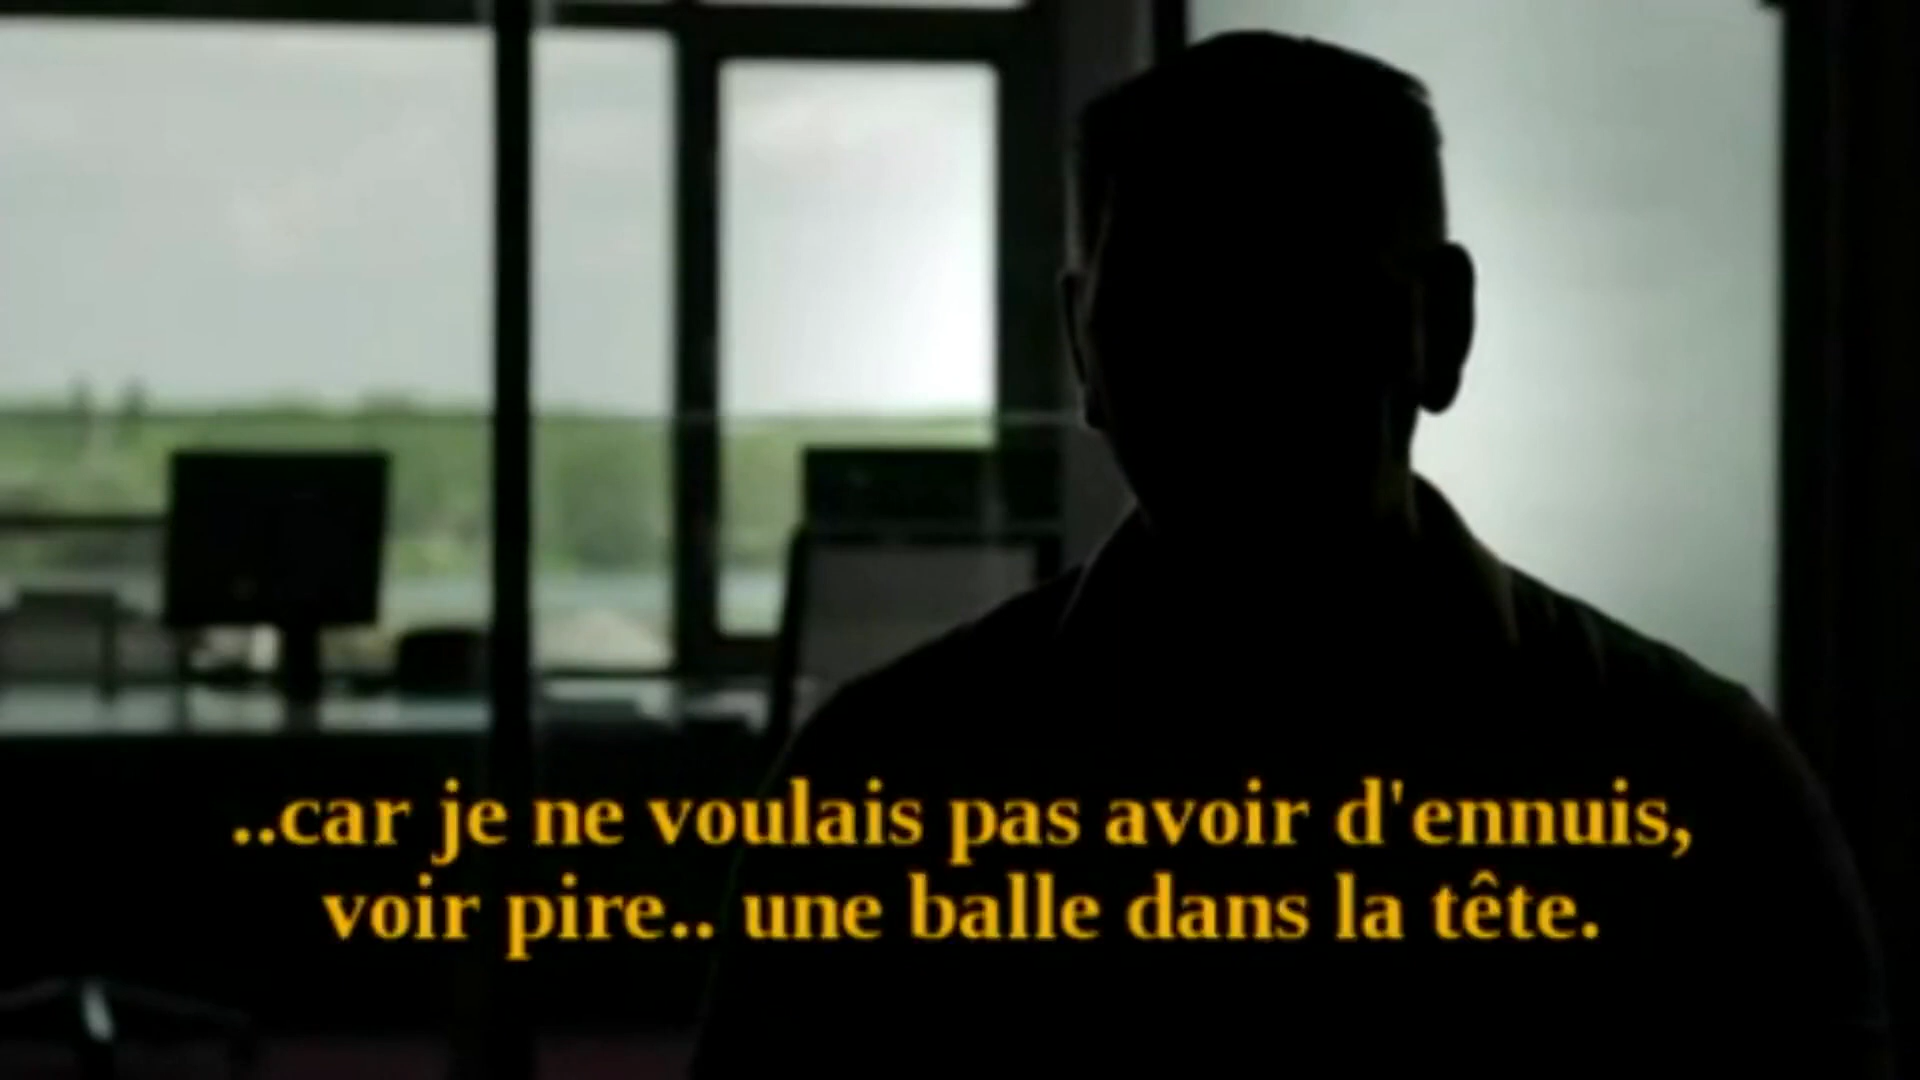 ..car je ne voulais pas avoir d'ennuis,
voir pire.. une balle dans la tête.